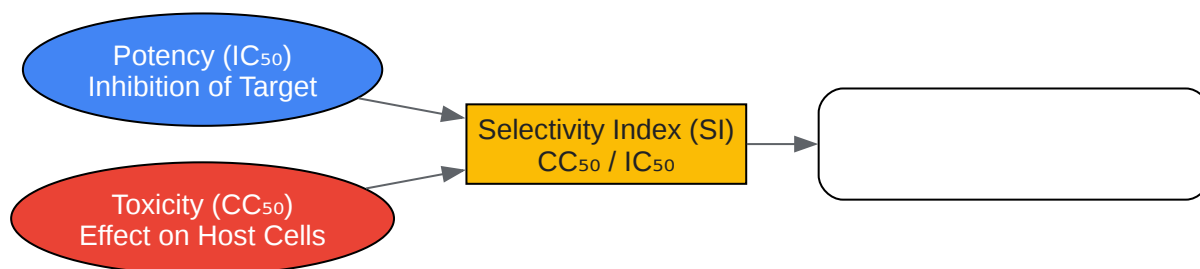 Potency (IC₅₀)
Inhibition of Target
Selectivity Index (SI)
CC₅₀ / IC₅₀
Toxicity (CC₅₀)
Effect on Host Cells